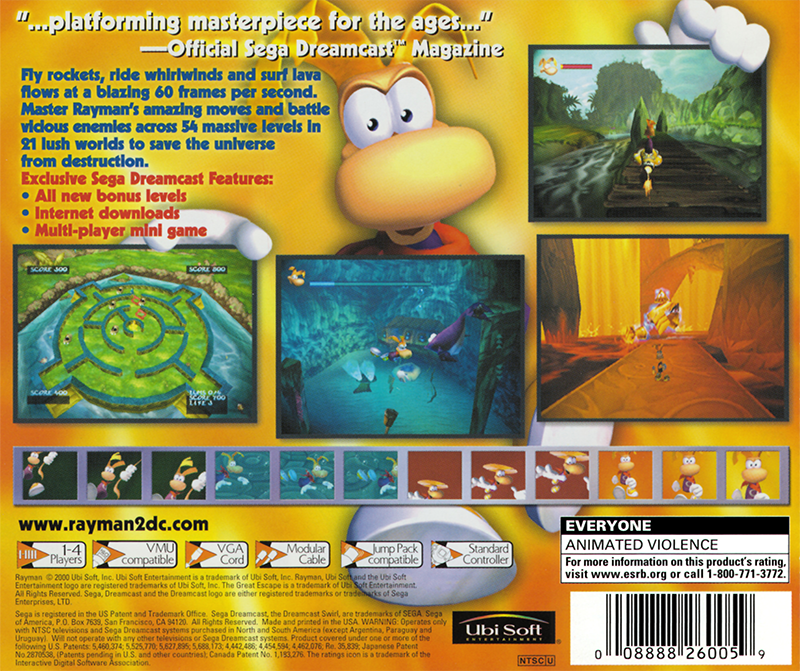 "...platforming masterpiece for the ages..."
—Official Sega Dreamcast™ Magazine
Fly rockets, ride whirlwinds and surf lava
flows at a blazing 60 frames per second.
Master Rayman's amazing moves and battle
vicious enemies across 54 massive levels in
21 lush worlds to save the universe
from destruction.
Exclusive Sega Dreamcast Features:
• All new bonus levels
• Internet downloads
• Multi-player mini game
SCORE 300
SCORE 800
SCORE 400
LUMS 0/6
SCORE 700
LIFE 3
www.rayman2dc.com
1-4 Players
VMU compatible
VGA Cord
Modular Cable
Jump Pack compatible
Standard Controller
Rayman © 2000 Ubi Soft, Inc. Ubi Soft Entertainment is a trademark of Ubi Soft, Inc. Rayman, Ubi Soft and the Ubi Soft
Entertainment logo are registered trademarks of Ubi Soft, Inc. The Great Escape is a trademark of Ubi Soft Entertainment.
All Rights Reserved. Sega, Dreamcast and the Dreamcast logo are either registered trademarks or trademarks of Sega
Enterprises, LTD.
Sega is registered in the US Patent and Trademark Office. Sega Dreamcast, the Dreamcast Swirl, are trademarks of SEGA. Sega
of America, P.O. Box 7639, San Francisco, CA 94120. All Rights Reserved. Made and printed in the USA. WARNING: Operates only
with NTSC televisions and Sega Dreamcast systems purchased in North and South America (except Argentina, Paraguay and
Uruguay). Will not operate with any other televisions or Sega Dreamcast systems. Product covered under one or more of the
following U.S. Patents: 5,460,374; 5,525,770; 5,627,895; 5,688,173; 4,442,486; 4,454,594; 4,462,076; Re. 35,839; Japanese Patent
No. 2870538, (Patents pending in U.S. and other countries); Canada Patent No. 1,183,276. The ratings icon is a trademark of the
Interactive Digital Software Association.
Ubi Soft
ENTERTAINMENT
®
NTSC U
EVERYONE
ANIMATED VIOLENCE
For more information on this product's rating,
visit www.esrb.org or call 1-800-771-3772.
0 08888 26005 9